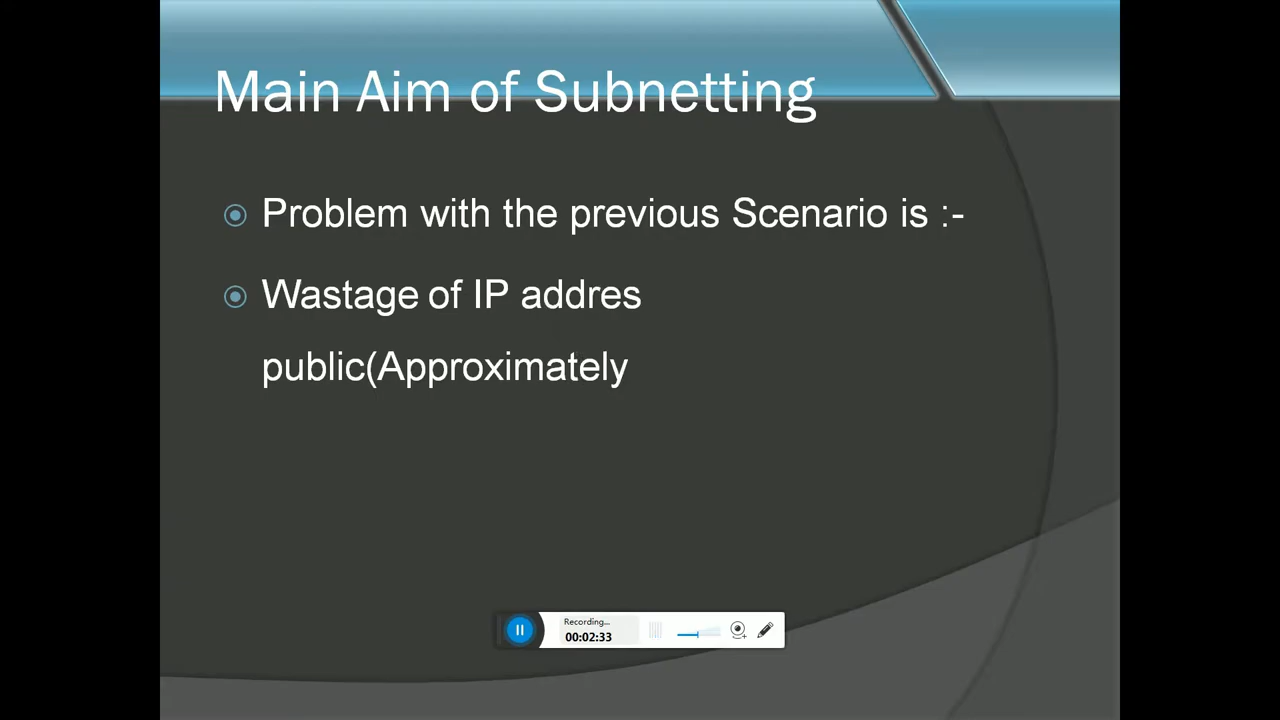 Main Aim of Subnetting
Problem with the previous Scenario is :-
Wastage of IP addres
public(Approximately
Recording...
00:02:33